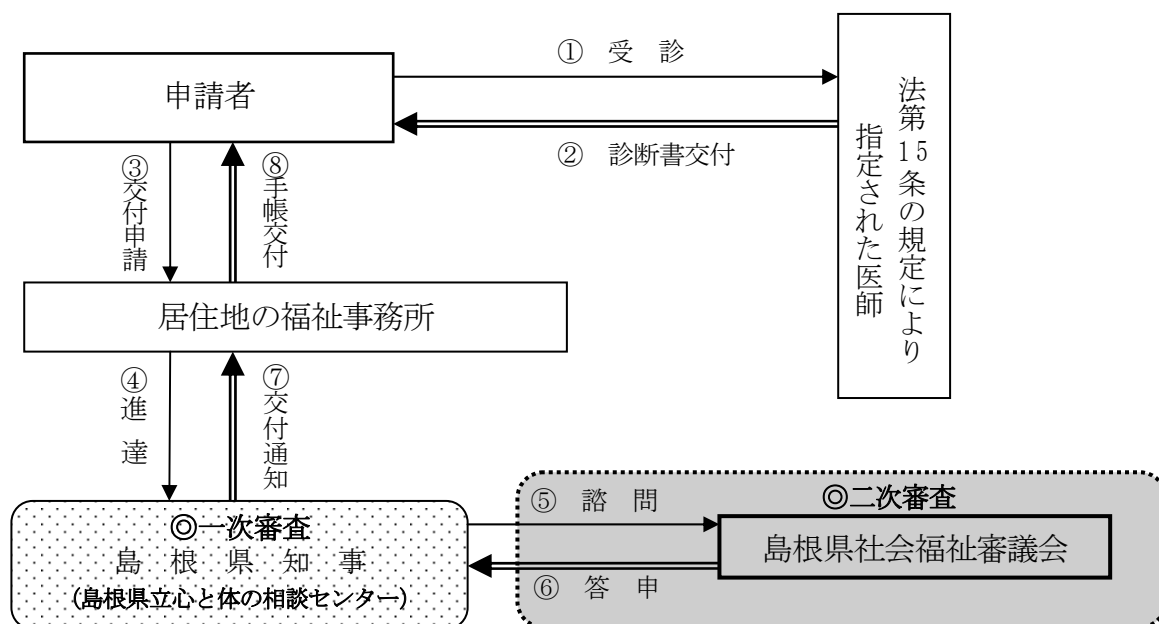 ① 受 診
申請者
② 診断書交付
法第15条の規定により
指定された医師
③交付申請
⑧手帳交付
居住地の福祉事務所
④進 達
⑦交付通知
◎一次審査
島 根 県 知 事
(島根県立心と体の相談センター)
⑤ 諮 問
◎二次審査
島根県社会福祉審議会
⑥ 答 申